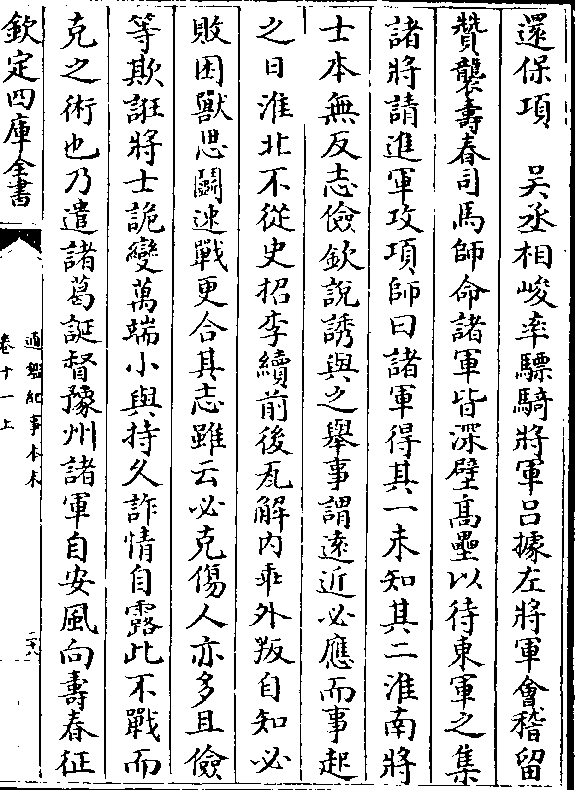 還保項　吴丞相峻率驃騎將軍吕據左將軍會稽留
贊襲夀春司馬師命諸軍皆深壁髙壘以待東軍之集
諸將請進軍攻項師曰諸軍得其一未知其二淮南將
士本無反志儉欽說誘與之舉事謂逺近必應而事起
之日淮北不從史招李續前後瓦解内乖外叛自知必
敗困獸思鬭速戰更合其志雖云必克傷人亦多且儉
等欺誑將士詭變萬端小與持久詐情自露此不戰而
克之術也乃遣諸葛誕督豫州諸軍自安風向夀春征
欽定四庫全書
通鑑紀事本末
卷十一上